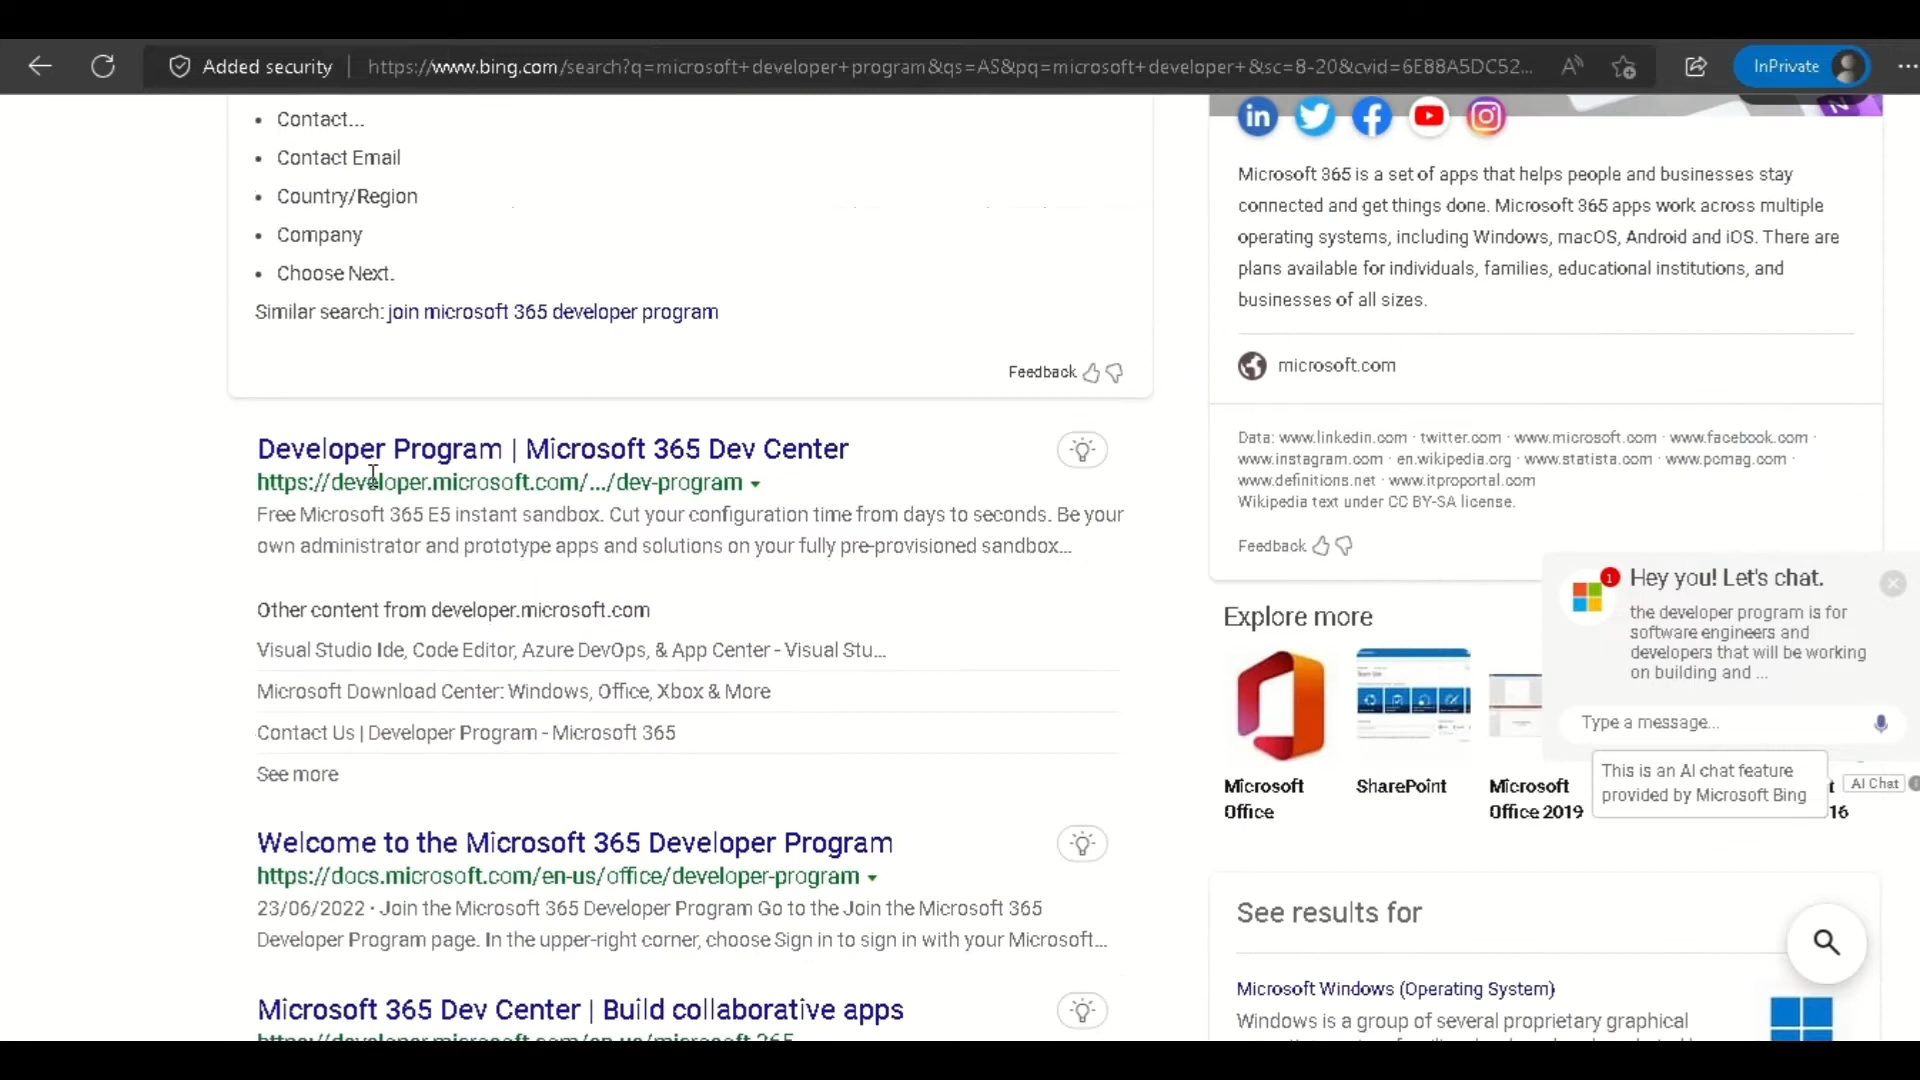 Added security
https://www.bing.com/search?q=microsoft+developer+program&qs=AS&pq=microsoft+developer+&sc=8-20&cvid=6E88A5DC52...
InPrivate
• Contact...
• Contact Email
• Country/Region
• Company
• Choose Next.
Similar search: join microsoft 365 developer program
Feedback
Developer Program | Microsoft 365 Dev Center
https://developer.microsoft.com/.../dev-program
Free Microsoft 365 E5 instant sandbox. Cut your configuration time from days to seconds. Be your
own administrator and prototype apps and solutions on your fully pre-provisioned sandbox...
Other content from developer.microsoft.com
Visual Studio Ide, Code Editor, Azure DevOps, & App Center - Visual Stu...
Microsoft Download Center: Windows, Office, Xbox & More
Contact Us | Developer Program - Microsoft 365
See more
Welcome to the Microsoft 365 Developer Program
https://docs.microsoft.com/en-us/office/developer-program
23/06/2022 · Join the Microsoft 365 Developer Program Go to the Join the Microsoft 365
Developer Program page. In the upper-right corner, choose Sign in to sign in with your Microsoft...
Microsoft 365 Dev Center | Build collaborative apps
https://developer.microsoft.com/en-us/microsoft-365
N
in
Microsoft 365 is a set of apps that helps people and businesses stay
connected and get things done. Microsoft 365 apps work across multiple
operating systems, including Windows, macOS, Android and iOS. There are
plans available for individuals, families, educational institutions, and
businesses of all sizes.
microsoft.com
Data: www.linkedin.com · twitter.com · www.microsoft.com · www.facebook.com ·
www.instagram.com · en.wikipedia.org · www.statista.com · www.pcmag.com ·
www.definitions.net · www.itproportal.com
Wikipedia text under CC BY-SA license.
Feedback
Explore more
Microsoft
Office
SharePoint
Microsoft
Office 2019
t
16
1
Hey you! Let's chat.
the developer program is for
software engineers and
developers that will be working
on building and ...
Type a message...
This is an AI chat feature
provided by Microsoft Bing
AI Chat
See results for
Microsoft Windows (Operating System)
Windows is a group of several proprietary graphical